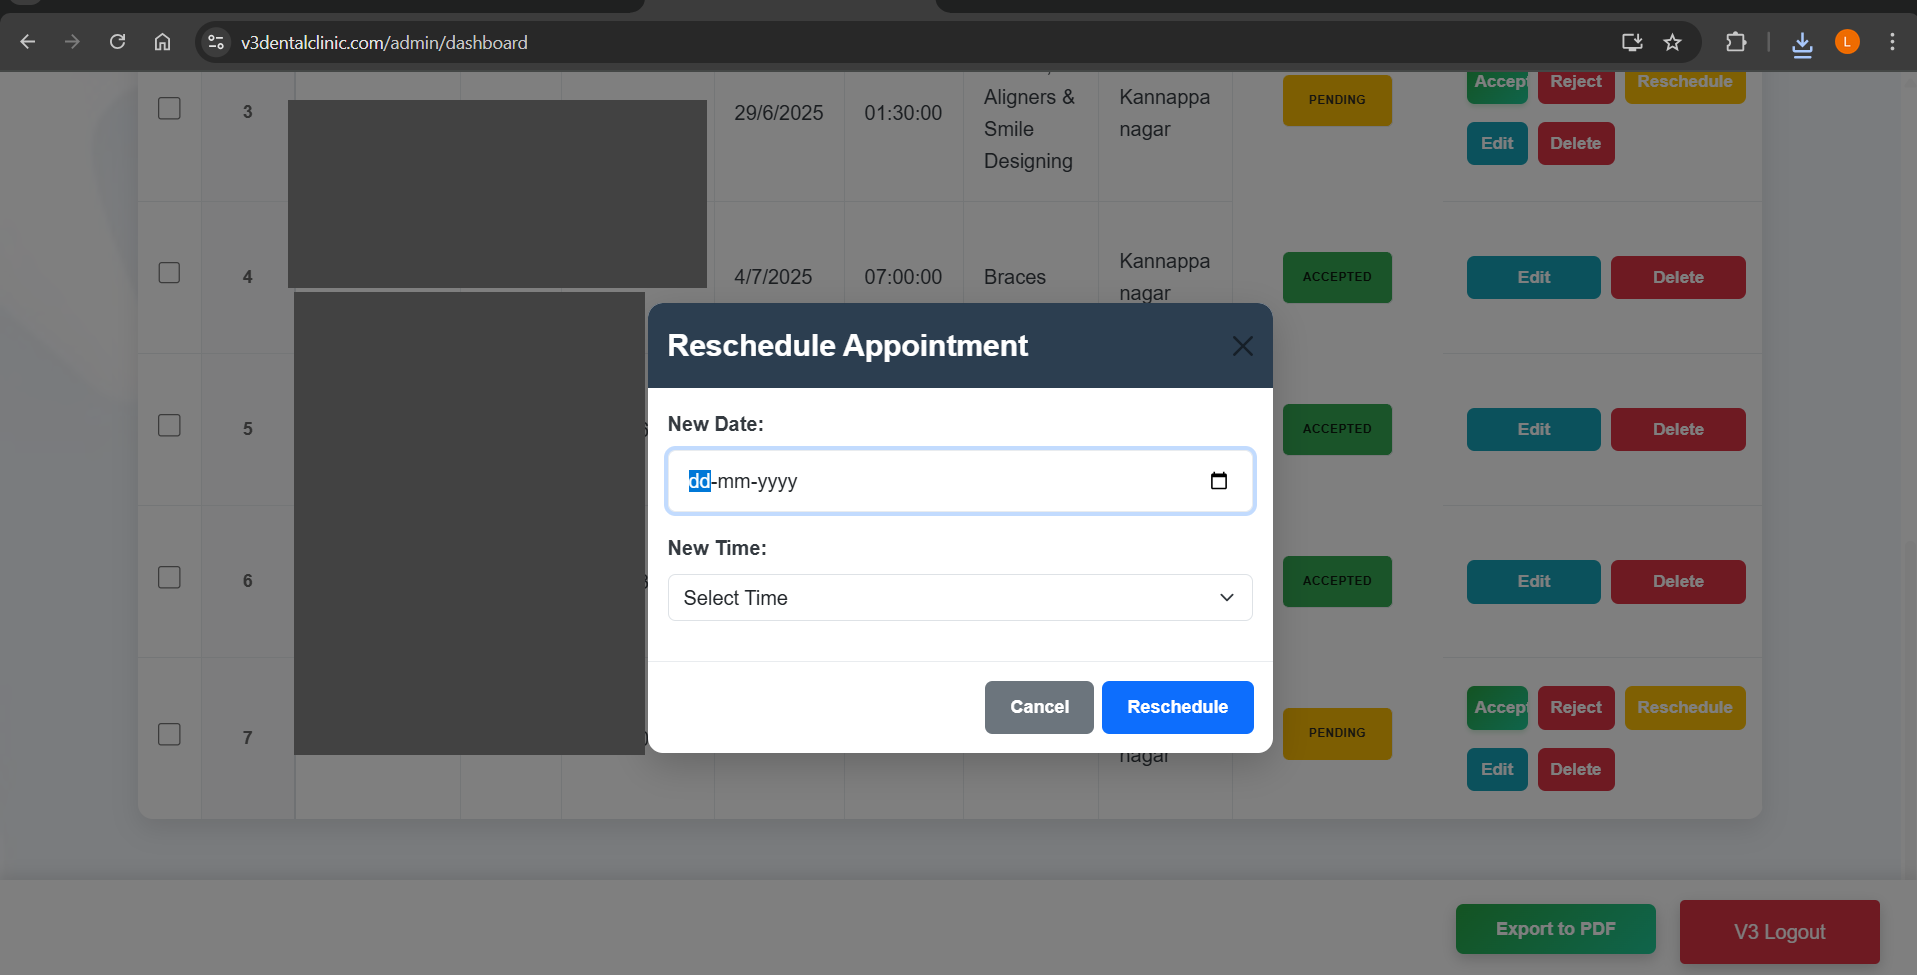 v3dentalclinic.com/admin/dashboard
L
3
29/6/2025
01:30:00
Aligners &
Smile
Designing
Kannappa
nagar
PENDING
Accept
Reject
Reschedule
Edit
Delete
4
4/7/2025
07:00:00
Braces
Kannappa
nagar
ACCEPTED
Edit
Delete
Reschedule Appointment
New Date:
dd-mm-yyyy
New Time:
Select Time
Cancel
Reschedule
5
ACCEPTED
Edit
Delete
6
ACCEPTED
Edit
Delete
7
nagar
PENDING
Accept
Reject
Reschedule
Edit
Delete
Export to PDF
V3 Logout